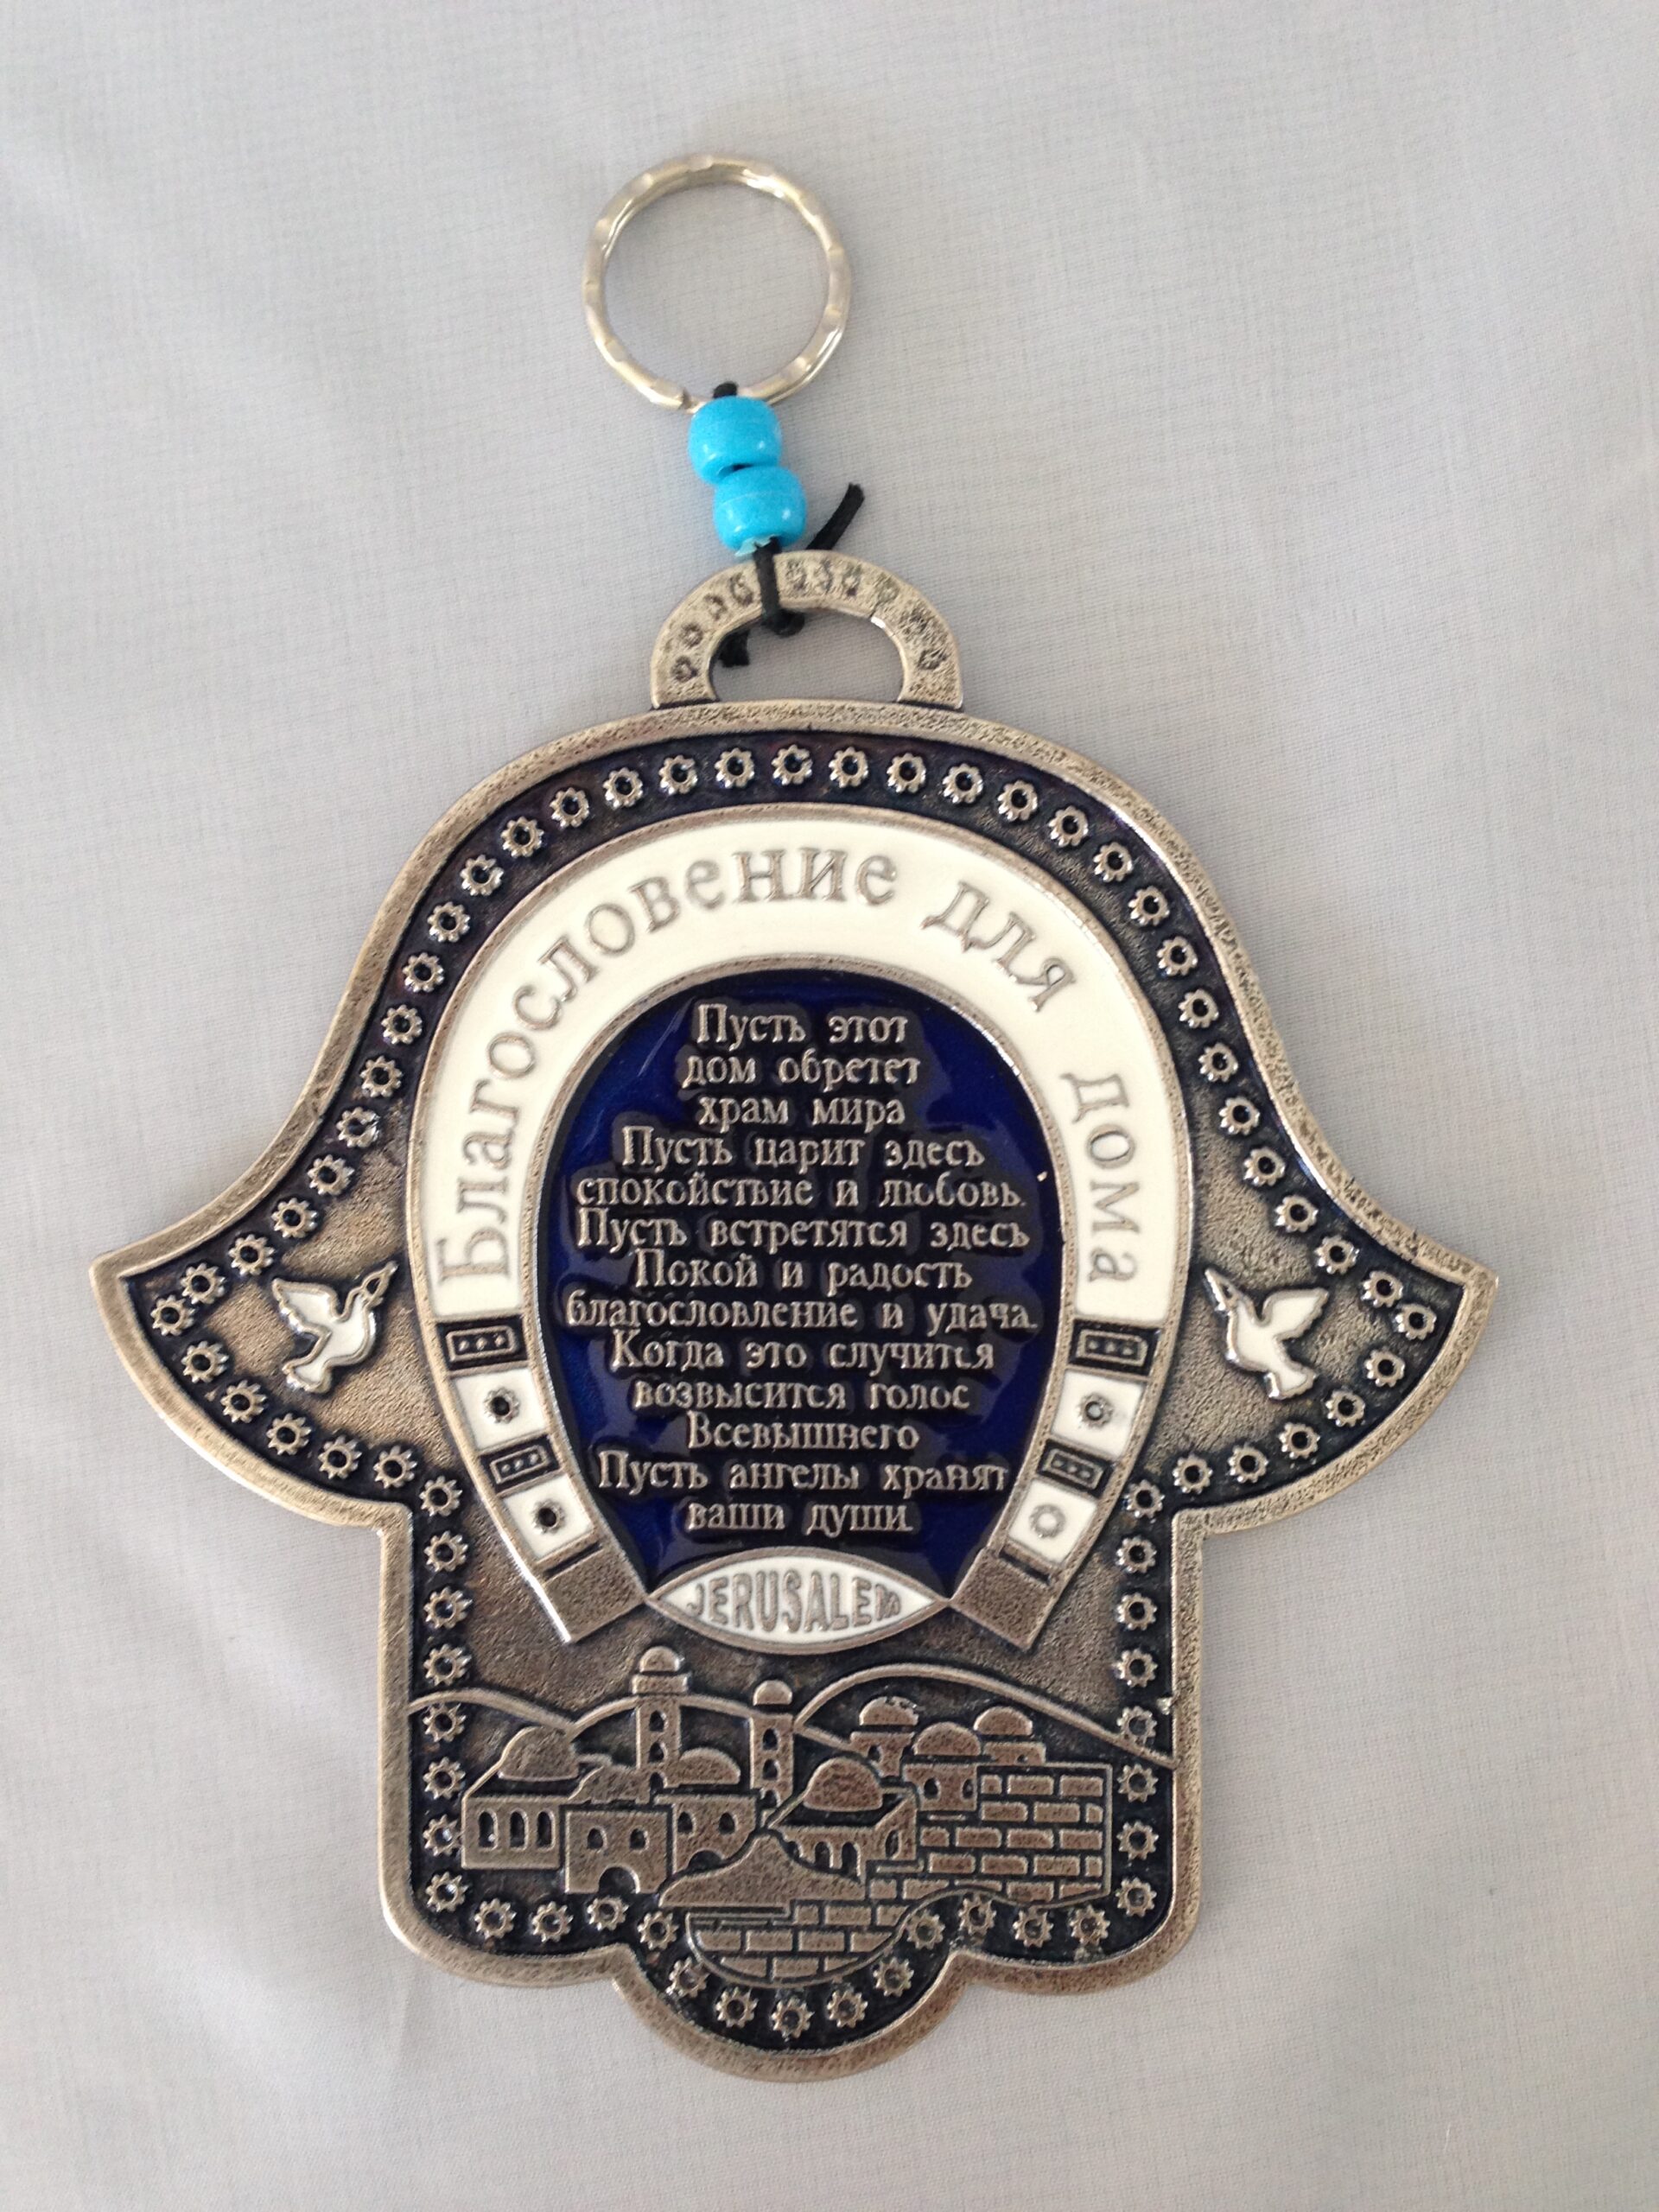 Благословение для дома
Пусть этот
дом обретет
храм мира
Пусть царит здесь
спокойствие и любовь.
Пусть встретятся здесь
Покой и радость
благословление и удача.
Когда это случится
возвысится голос
Всевышнего
Пусть ангелы хранят
ваши души.
JERUSALEM